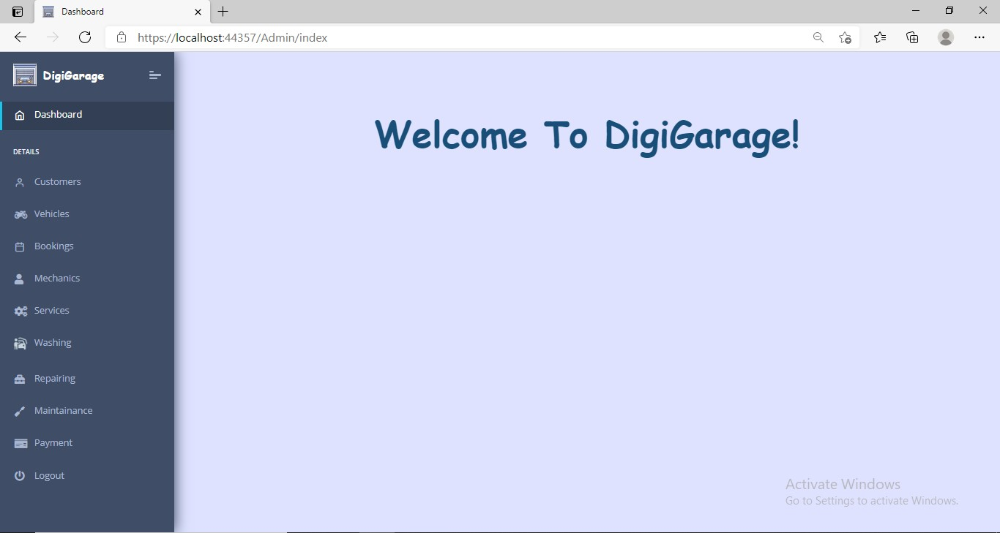 Dashboard
https://localhost:44357/Admin/index
DigiGarage
Dashboard
DETAILS
Customers
Vehicles
Bookings
Mechanics
Services
Washing
Repairing
Maintainance
Payment
Logout
Welcome To DigiGarage!
Activate Windows
Go to Settings to activate Windows.